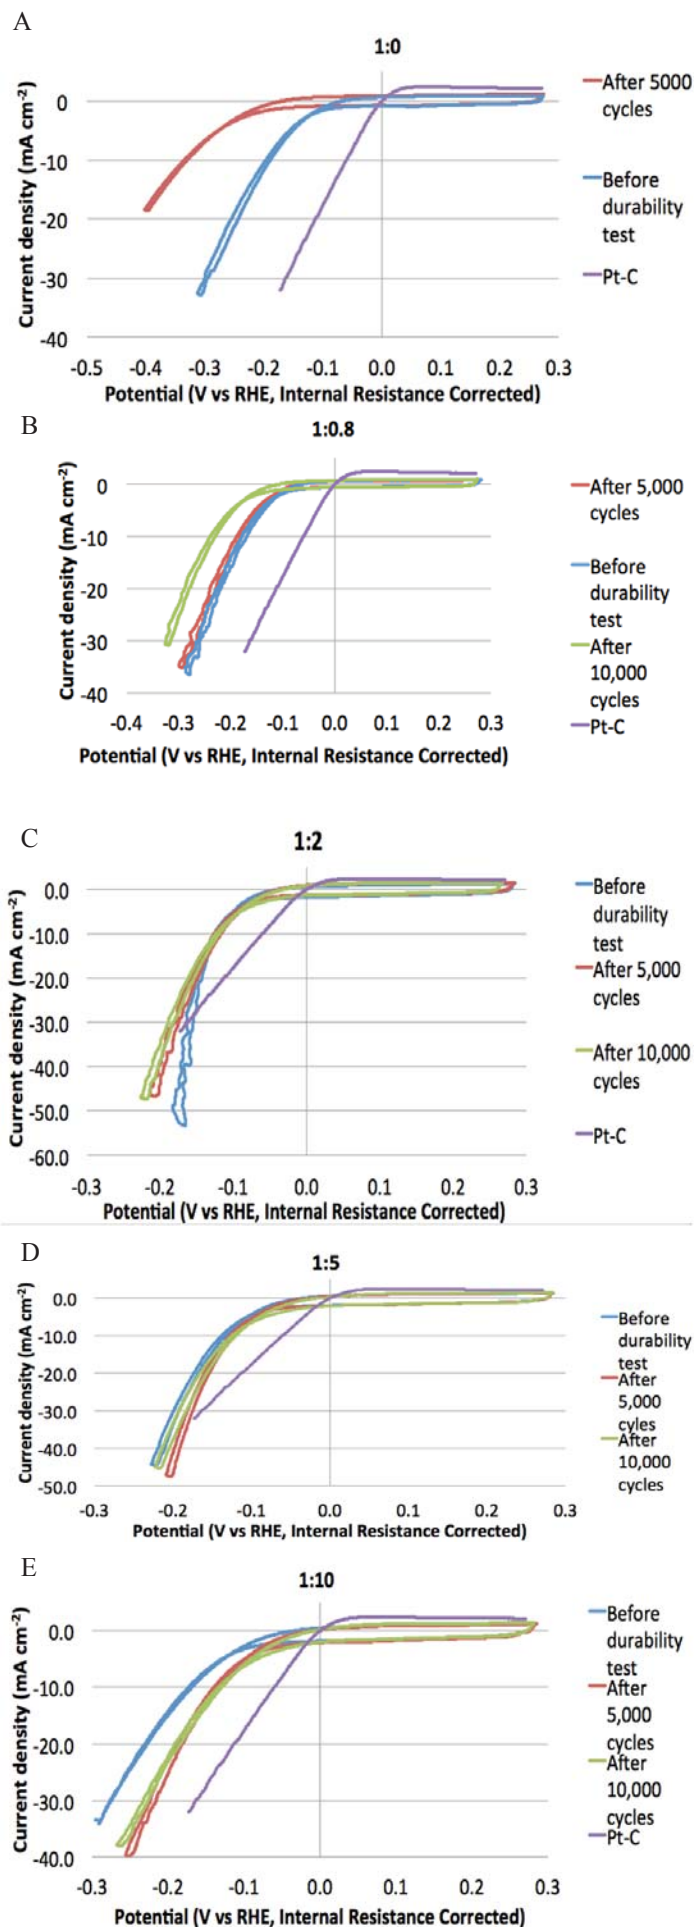 A
1:0
Current density (mA cm-2)
0
-10
-20
-30
-40
-0.5 -0.4 -0.3 -0.2 -0.1 0.0 0.1 0.2 0.3
Potential (V vs RHE, Internal Resistance Corrected)
After 5000
cycles
Before
durability
test
Pt-C
B
1:0.8
Current density (mA cm-2)
0
-10
-20
-30
-40
-0.4 -0.3 -0.2 -0.1 0.0 0.1 0.2 0.3
Potential (V vs RHE, Internal Resistance Corrected)
After 5,000
cycles
Before
durability
test
After
10,000
cycles
Pt-C
C
1:2
Current density (mA cm-2)
0.0
-10.0
-20.0
-30.0
-40.0
-50.0
-60.0
-0.3 -0.2 -0.1 0.0 0.1 0.2 0.3
Potential (V vs RHE, Internal Resistance Corrected)
Before
durability
test
After 5,000
cycles
After 10,000
cycles
Pt-C
D
1:5
Current density (mA cm-2)
0.0
-10.0
-20.0
-30.0
-40.0
-50.0
-0.3 -0.2 -0.1 0.0 0.1 0.2 0.3
Potential (V vs RHE, Internal Resistance Corrected)
Before
durability
test
After
5,000
cyles
After
10,000
cycles
E
1:10
Current density (mA cm-2)
0.0
-10.0
-20.0
-30.0
-40.0
-0.3 -0.2 -0.1 0.0 0.1 0.2 0.3
Potential (V vs RHE, Internal Resistance Corrected)
Before
durability
test
After
5,000
cycles
After
10,000
cycles
Pt-C